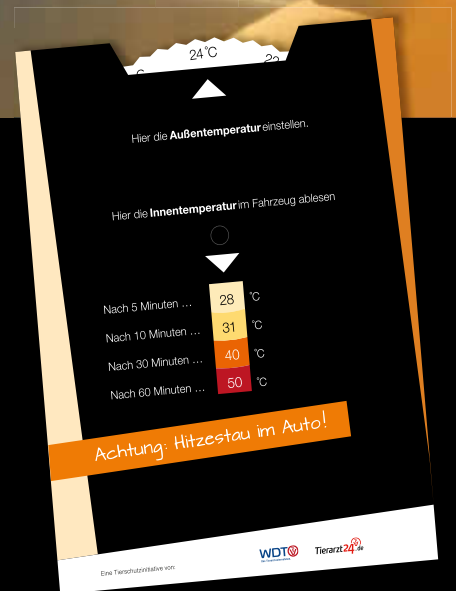 24 °C
Hier die Außentemperatur einstellen.
Hier die Innentemperatur im Fahrzeug ablesen
Nach 5 Minuten ... 28 °C
Nach 10 Minuten ... 31 °C
Nach 30 Minuten ... 40 °C
Nach 60 Minuten ... 50 °C
Achtung: Hitzestau im Auto!
Eine Tierschutzinitiative von:
WDT
Tierarzt24.de